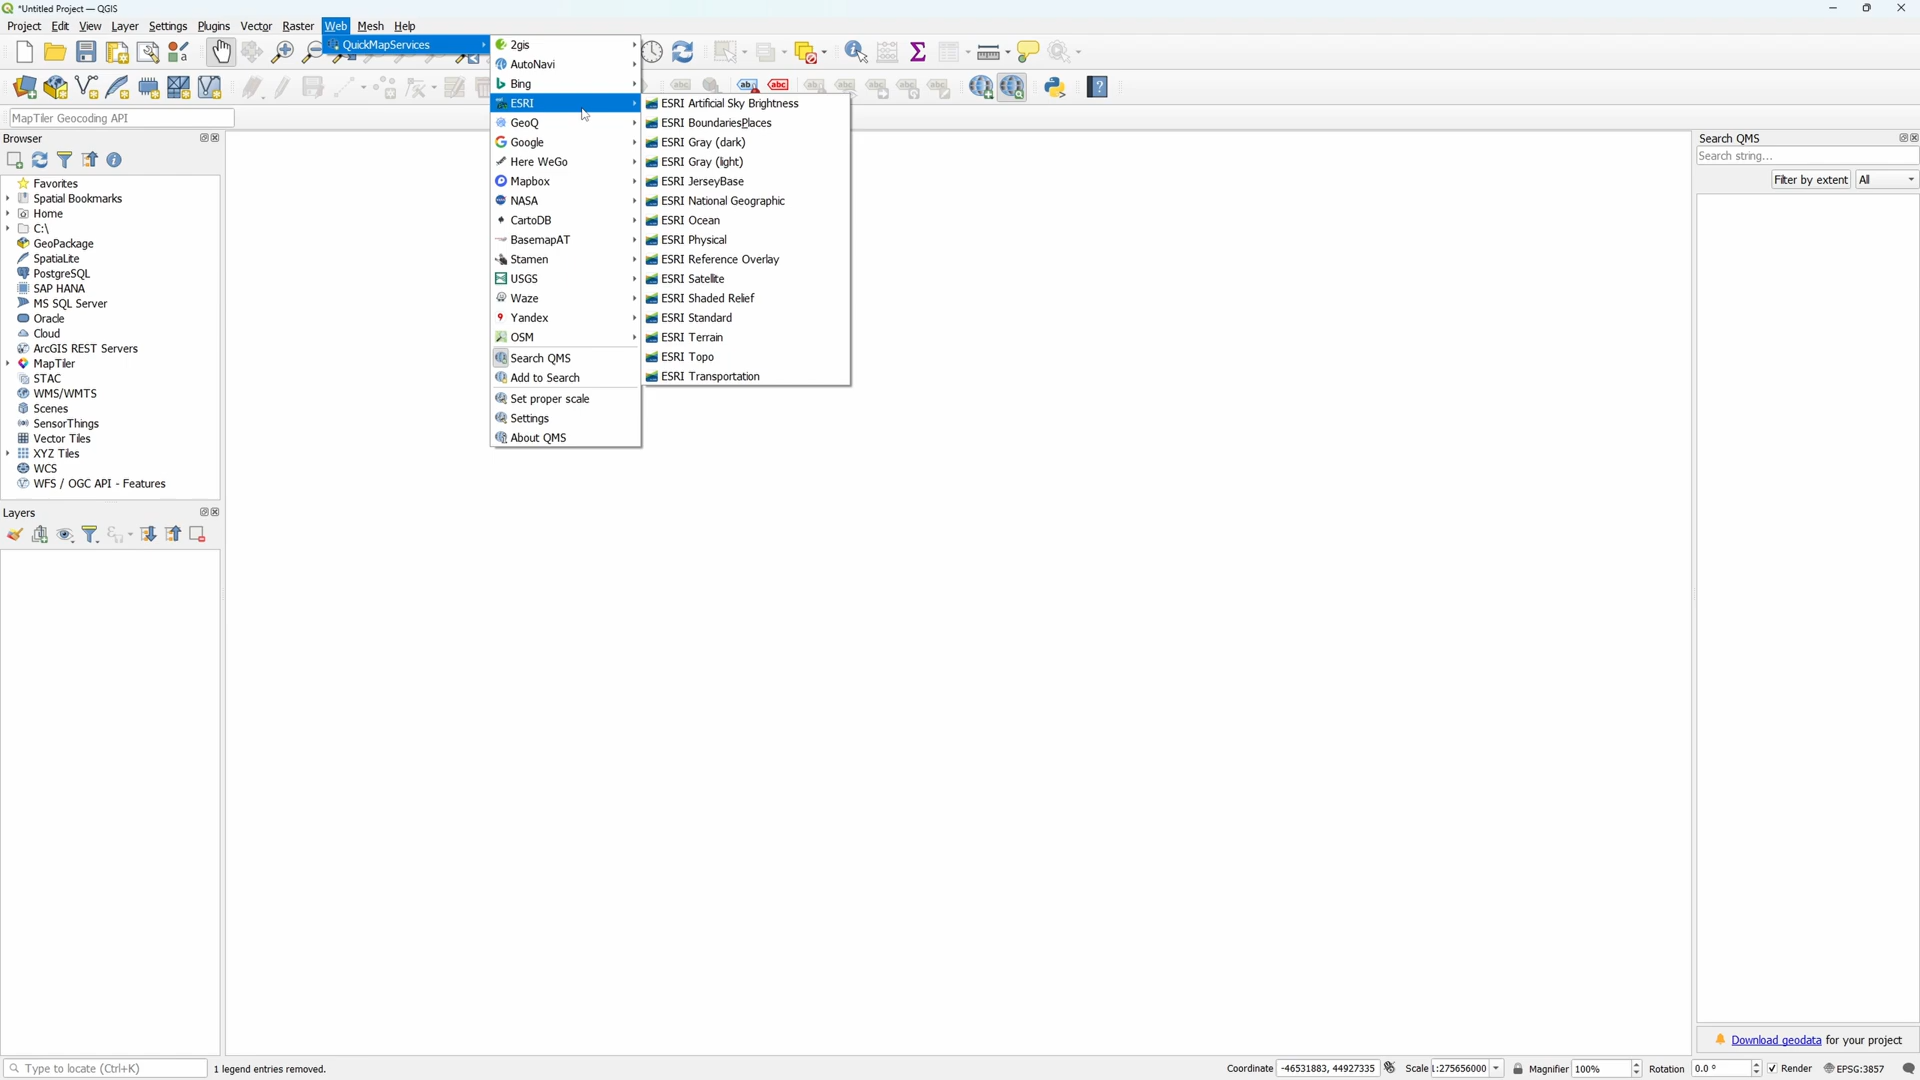 *Untitled Project — QGIS
Project Edit View Layer Settings Plugins Vector Raster Web Mesh Help
QuickMapServices
2gis
AutoNavi
Bing
ESRI
GeoQ
Google
Here WeGo
Mapbox
NASA
CartoDB
BasemapAT
Stamen
USGS
Waze
Yandex
OSM
Search QMS
Add to Search
Set proper scale
Settings
About QMS
ESRI Artificial Sky Brightness
ESRI BoundariesPlaces
ESRI Gray (dark)
ESRI Gray (light)
ESRI JerseyBase
ESRI National Geographic
ESRI Ocean
ESRI Physical
ESRI Reference Overlay
ESRI Satellite
ESRI Shaded Relief
ESRI Standard
ESRI Terrain
ESRI Topo
ESRI Transportation
MapTiler Geocoding API
Browser
Favorites
Spatial Bookmarks
Home
C:\
GeoPackage
SpatiaLite
PostgreSQL
SAP HANA
MS SQL Server
Oracle
Cloud
ArcGIS REST Servers
MapTiler
STAC
WMS/WMTS
Scenes
SensorThings
Vector Tiles
XYZ Tiles
WCS
WFS / OGC API - Features
Layers
Search QMS
Search string...
Filter by extent All
Download geodata for your project
Type to locate (Ctrl+K) 1 legend entries removed. Coordinate -46531883, 44927335 Scale 1:275656000 Magnifier 100% Rotation 0.0 ° Render EPSG:3857